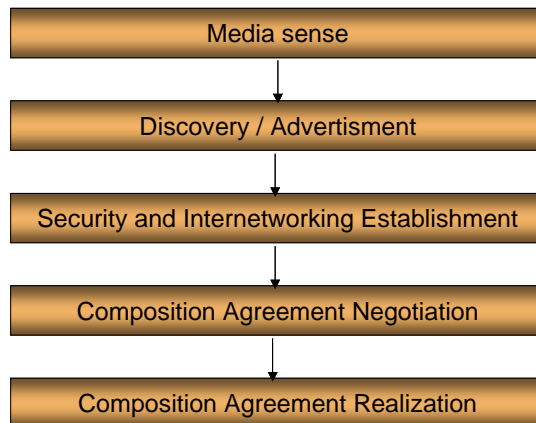 Media sense
Discovery / Advertisment
Security and Internetworking Establishment
Composition Agreement Negotiation
Composition Agreement Realization